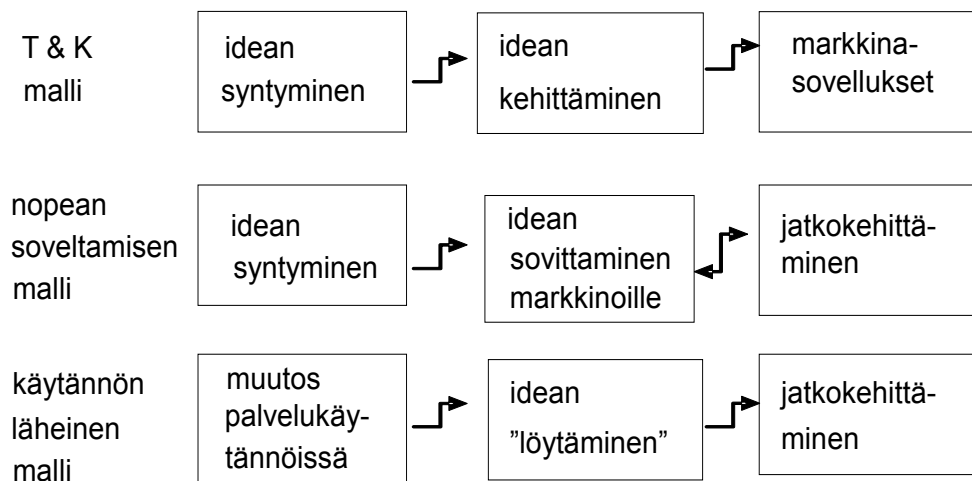 T & K
malli
idean
syntyminen
idean
kehittäminen
markkina-
sovellukset
nopean
soveltamisen
malli
idean
syntyminen
idean
sovittaminen
markkinoille
jatkokehittä-
minen
käytännön
läheinen
malli
muutos
palvelukäy-
tännöissä
idean
”löytäminen”
jatkokehittä-
minen